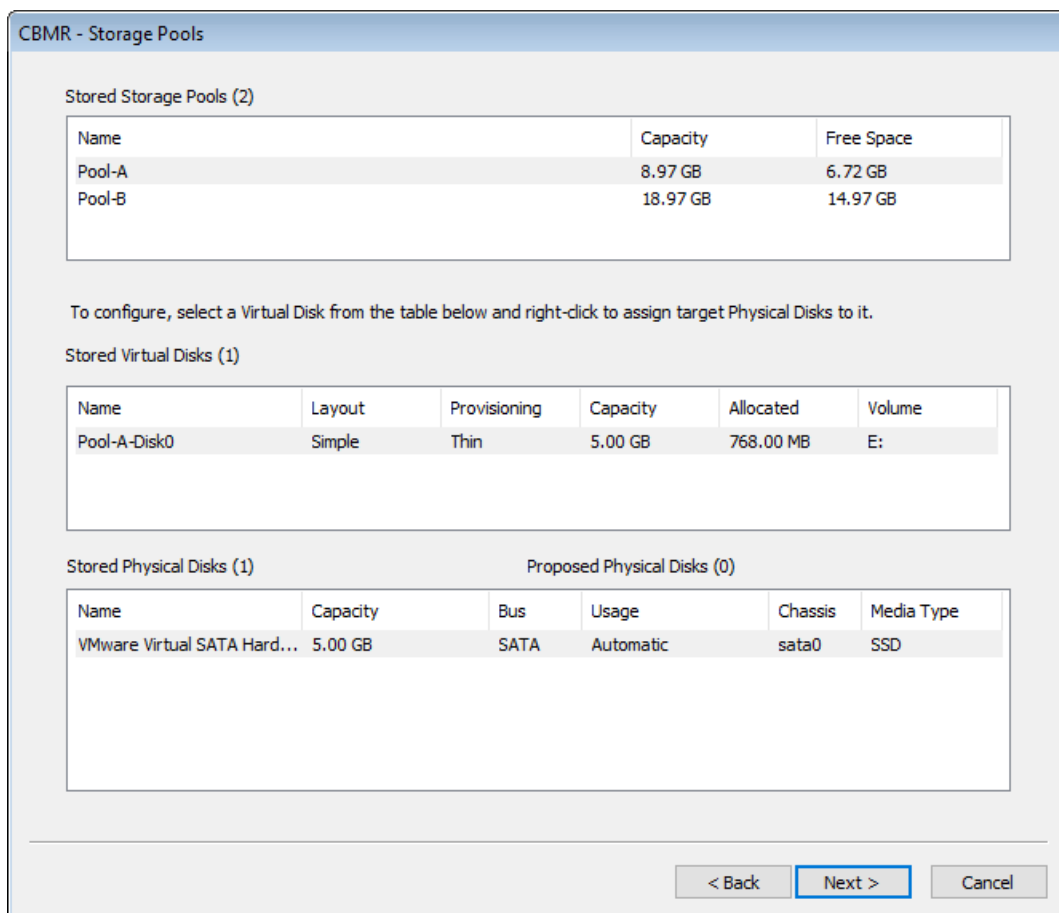 CBMR - Storage Pools
Stored Storage Pools (2)
Name Capacity Free Space
Pool-A 8.97 GB 6.72 GB
Pool-B 18.97 GB 14.97 GB
To configure, select a Virtual Disk from the table below and right-click to assign target Physical Disks to it.
Stored Virtual Disks (1)
Name Layout Provisioning Capacity Allocated Volume
Pool-A-Disk0 Simple Thin 5.00 GB 768.00 MB E:
Stored Physical Disks (1) Proposed Physical Disks (0)
Name Capacity Bus Usage Chassis Media Type
VMware Virtual SATA Hard... 5.00 GB SATA Automatic sata0 SSD
< Back Next > Cancel